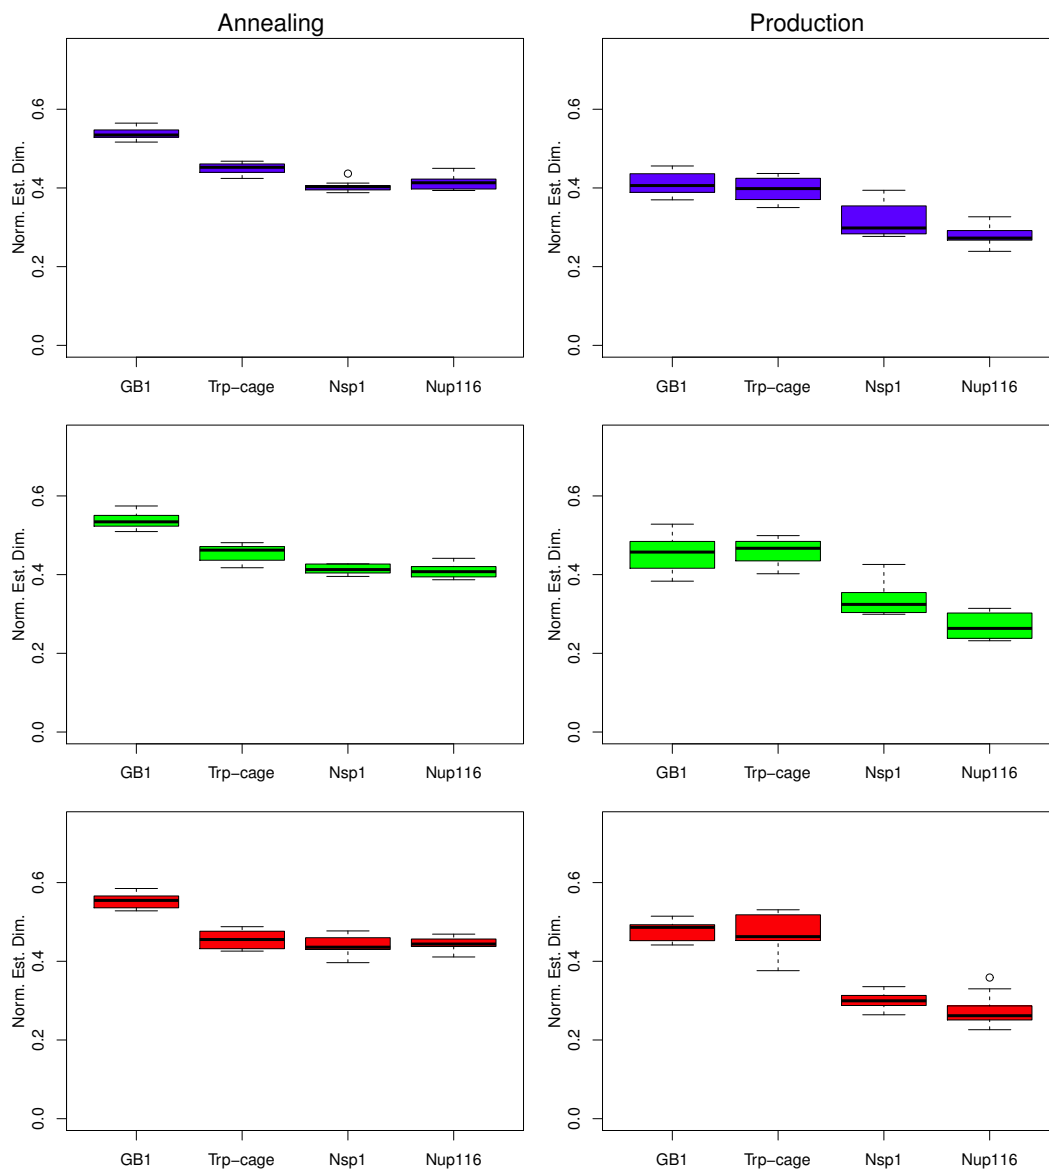 Annealing
Production
Norm. Est. Dim.
0.0 0.2 0.4 0.6
GB1 Trp-cage Nsp1 Nup116
Norm. Est. Dim.
0.0 0.2 0.4 0.6
GB1 Trp-cage Nsp1 Nup116
Norm. Est. Dim.
0.0 0.2 0.4 0.6
GB1 Trp-cage Nsp1 Nup116
Norm. Est. Dim.
0.0 0.2 0.4 0.6
GB1 Trp-cage Nsp1 Nup116
Norm. Est. Dim.
0.0 0.2 0.4 0.6
GB1 Trp-cage Nsp1 Nup116
Norm. Est. Dim.
0.0 0.2 0.4 0.6
GB1 Trp-cage Nsp1 Nup116